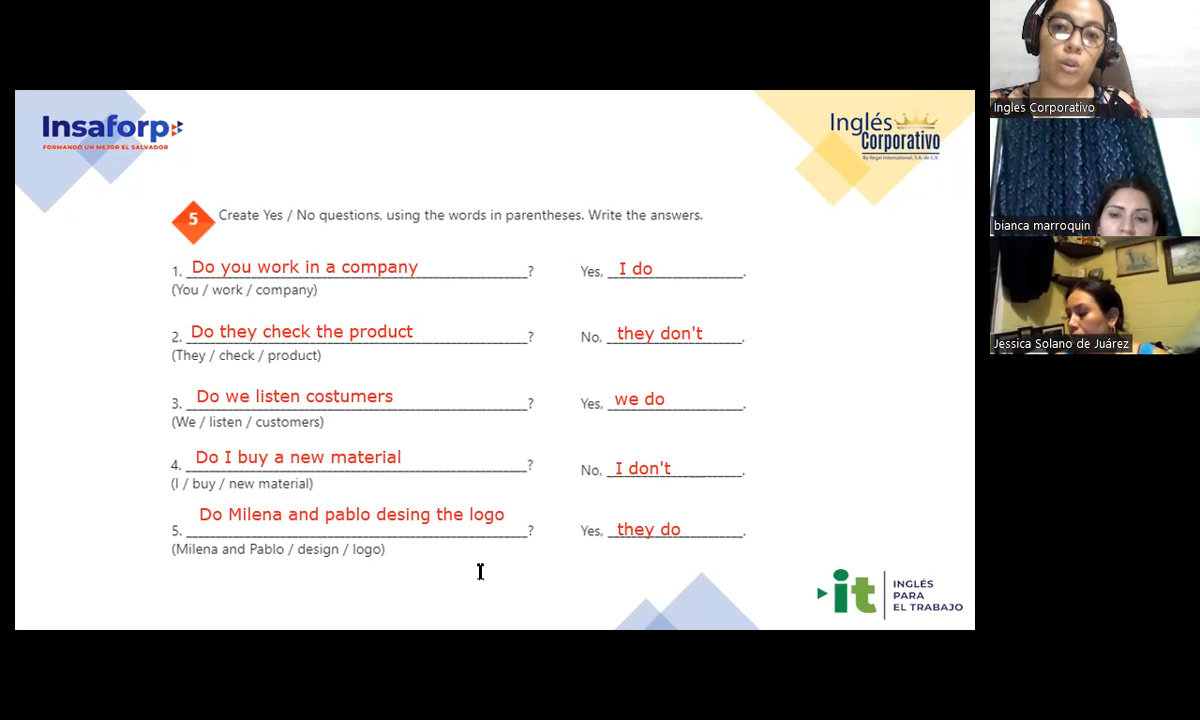 Insaforp
FORMANDO UN MEJOR EL SALVADOR
Inglés
Corporativo
By Regal International, S.A. de C.V.
5
Create Yes / No questions, using the words in parentheses. Write the answers.
1. Do you work in a company ? Yes, I do .
(You / work / company)
2. Do they check the product ? No, they don't .
(They / check / product)
3. Do we listen costumers ? Yes, we do .
(We / listen / customers)
4. Do I buy a new material ? No, I don't .
(I / buy / new material)
5. Do Milena and pablo desing the logo ? Yes, they do .
(Milena and Pablo / design / logo)
it
INGLÉS
PARA
EL TRABAJO
Ingles Corporativo
bianca marroquin
Jessica Solano de Juárez